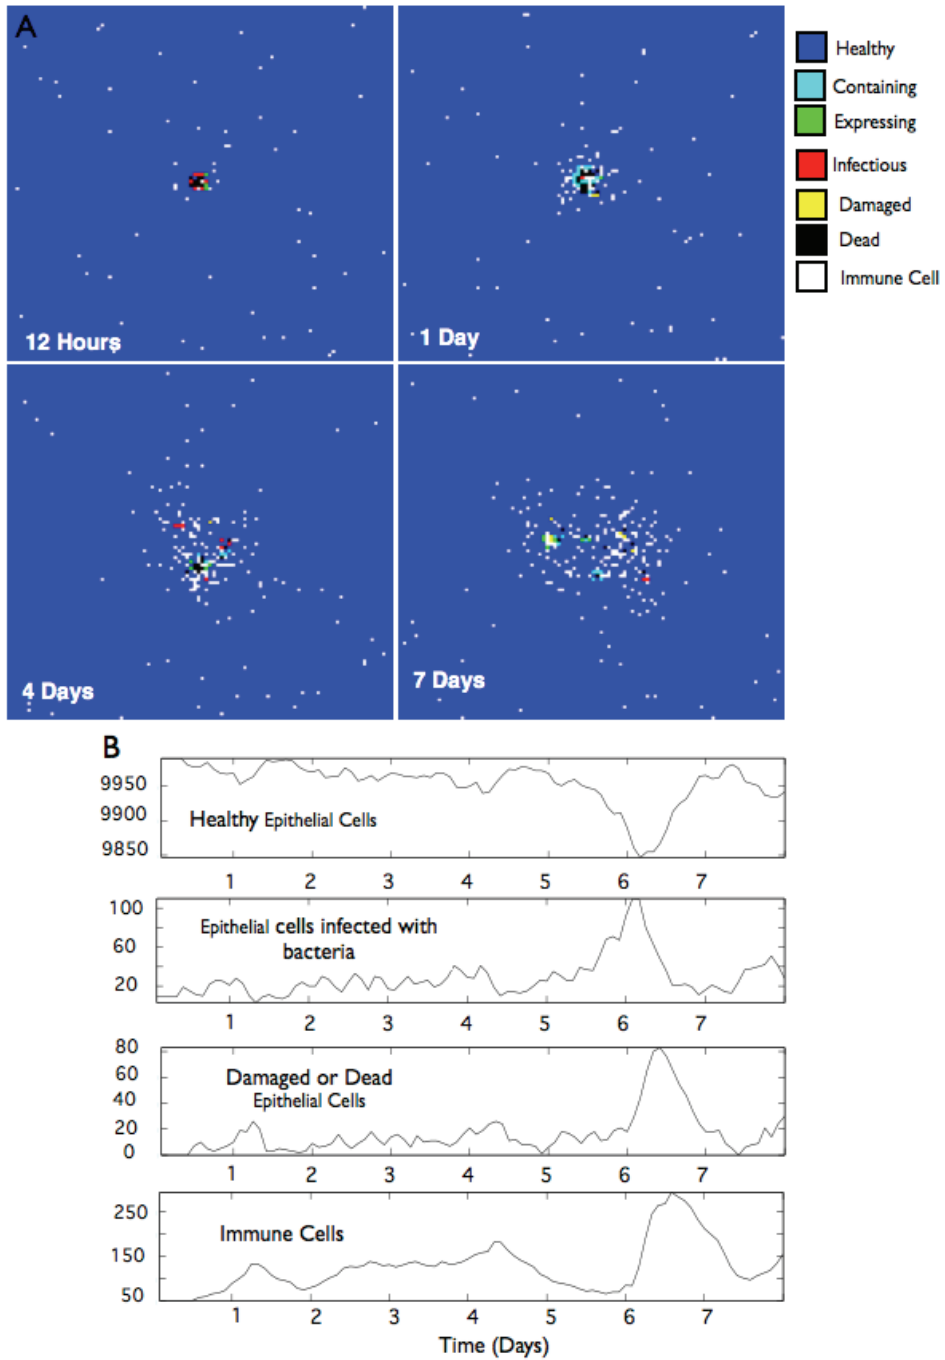 A
Healthy
Containing
Expressing
Infectious
Damaged
Dead
Immune Cell
12 Hours
1 Day
4 Days
7 Days
B
9950
9900
9850
Healthy Epithelial Cells
1 2 3 4 5 6 7
100
60
20
Epithelial cells infected with
bacteria
1 2 3 4 5 6 7
80
60
40
20
0
Damaged or Dead
Epithelial Cells
1 2 3 4 5 6 7
250
150
50
Immune Cells
1 2 3 4 5 6 7
Time (Days)